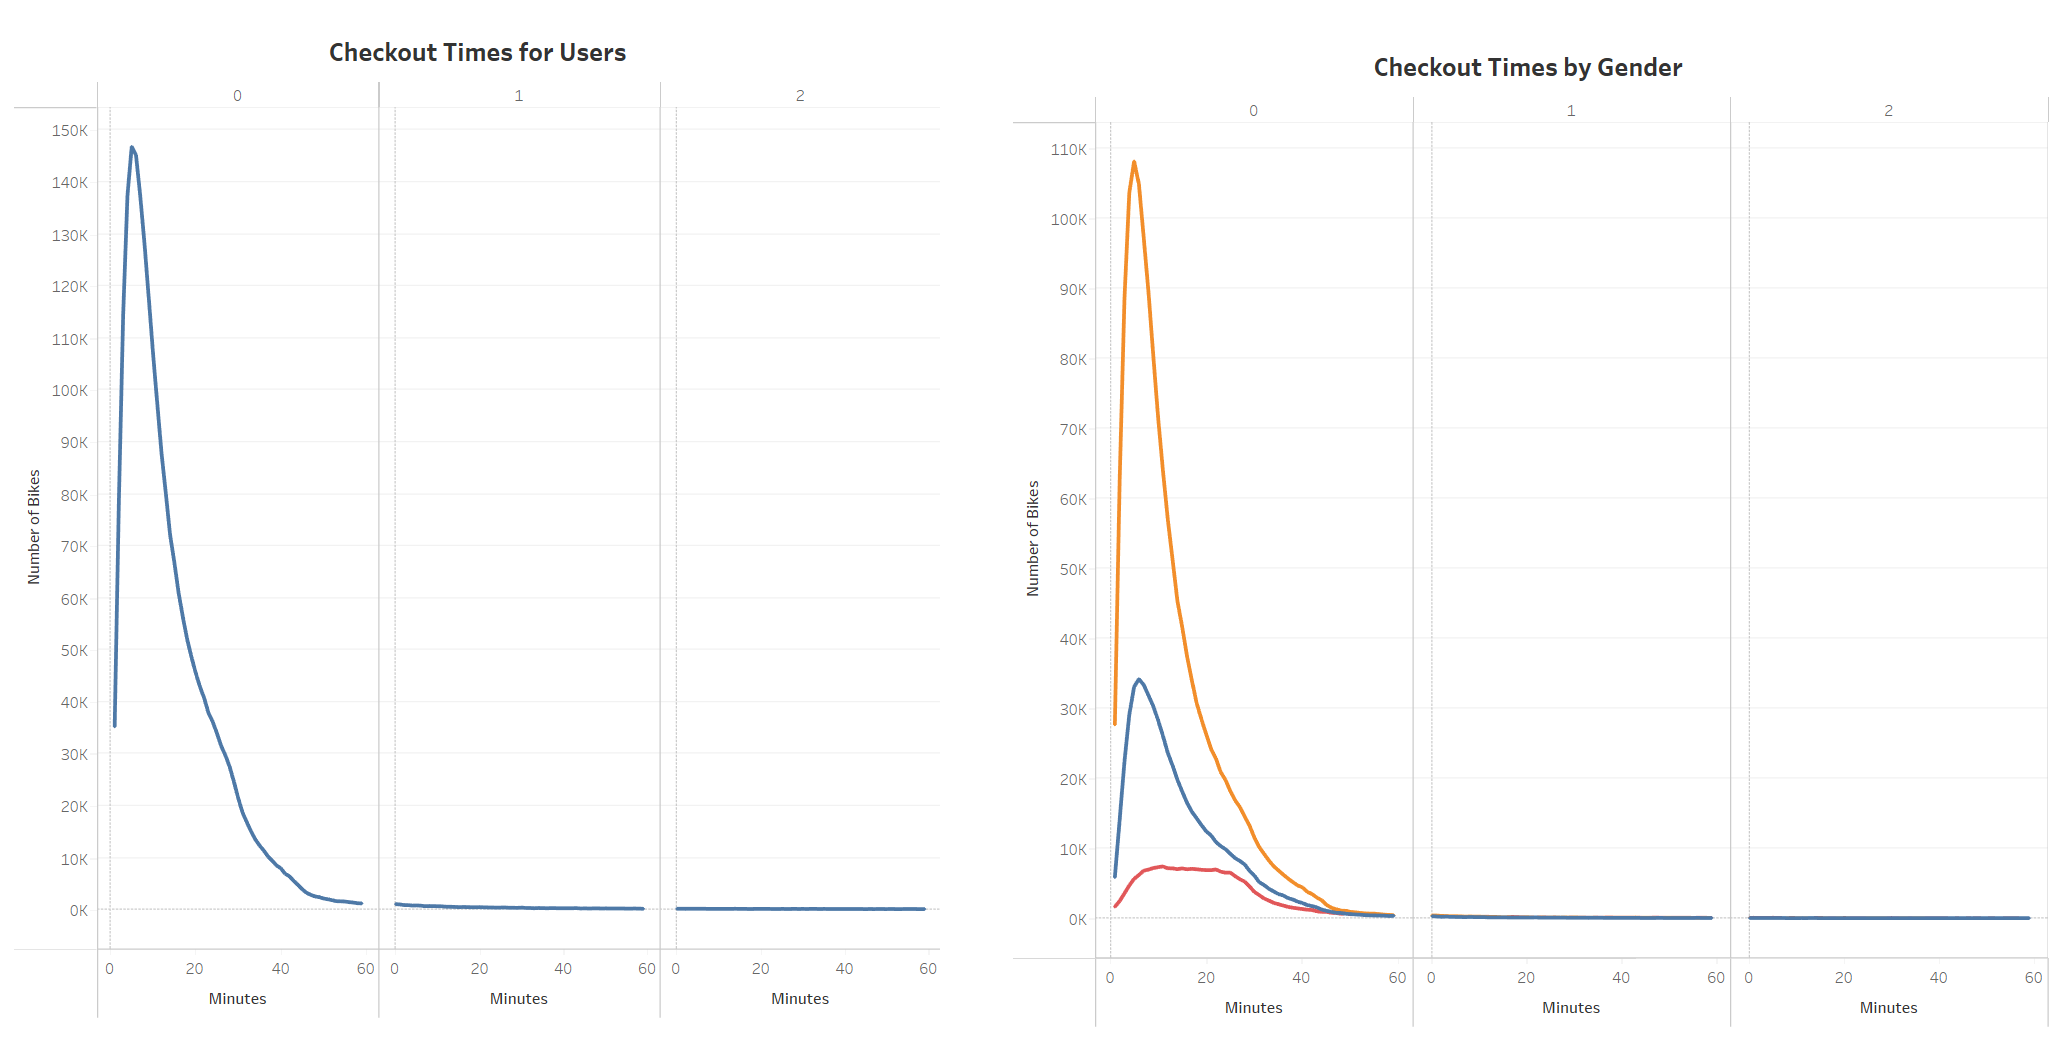 Checkout Times for Users
0 1 2
150K
140K
130K
120K
110K
100K
90K
80K
70K
60K
50K
40K
30K
20K
10K
0K
Number of Bikes
0 20 40 60 0 20 40 60 0 20 40 60
Minutes Minutes Minutes
Checkout Times by Gender
0 1 2
110K
100K
90K
80K
70K
60K
50K
40K
30K
20K
10K
0K
Number of Bikes
0 20 40 60 0 20 40 60 0 20 40 60
Minutes Minutes Minutes